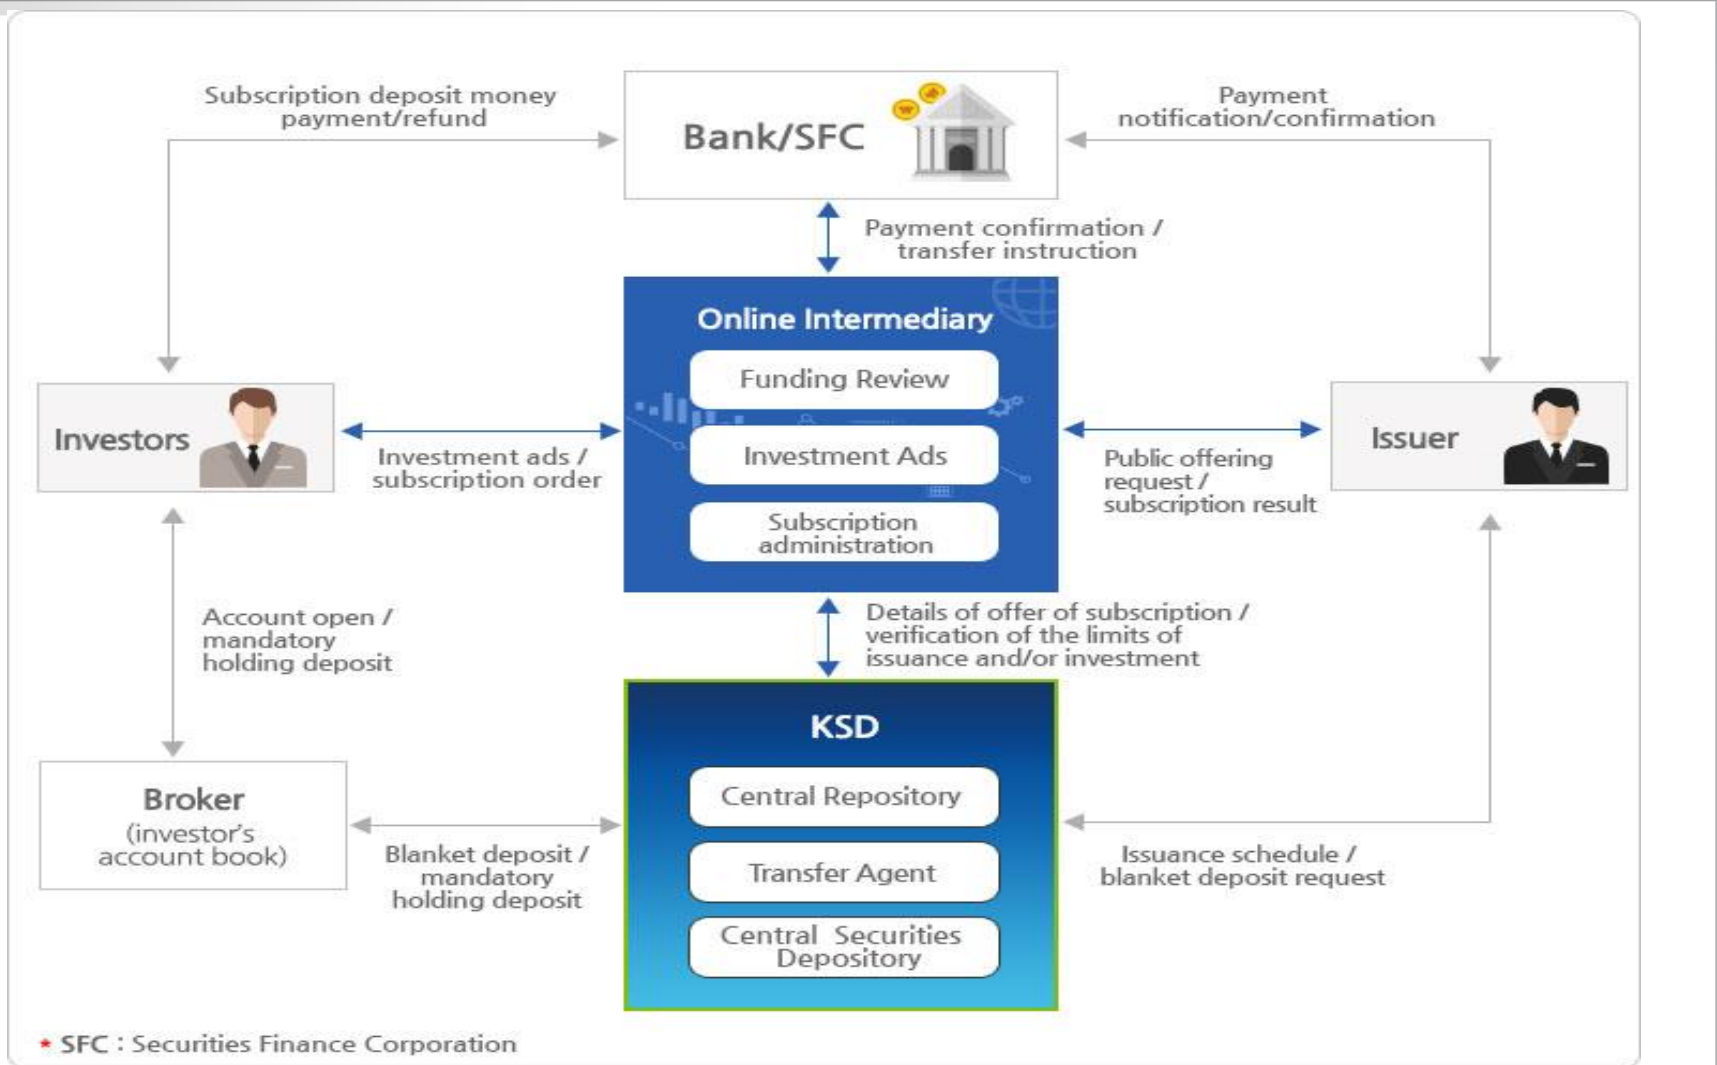 Subscription deposit money
payment/refund
Bank/SFC
Payment
notification/confirmation
Payment confirmation /
transfer instruction
Online Intermediary
Funding Review
Investment Ads
Subscription
administration
Investors
Investment ads /
subscription order
Issuer
Public offering
request /
subscription result
Account open /
mandatory
holding deposit
Details of offer of subscription /
verification of the limits of
issuance and/or investment
KSD
Central Repository
Transfer Agent
Central Securities
Depository
Broker
(investor's
account book)
Blanket deposit /
mandatory
holding deposit
Issuance schedule /
blanket deposit request
* SFC : Securities Finance Corporation